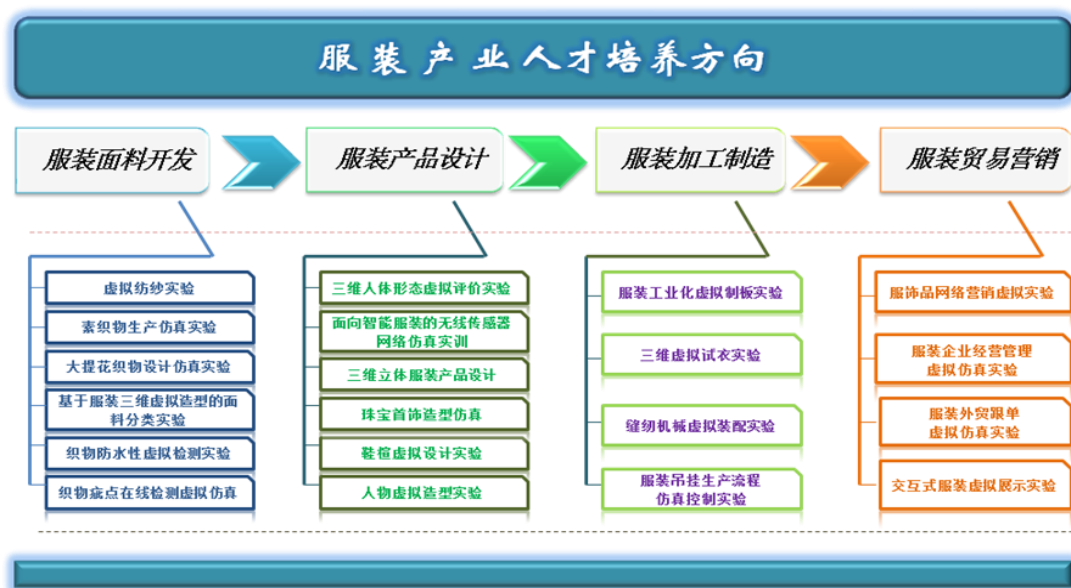 服装产业人才培养方向
服装面料开发
服装产品设计
服装加工制造
服装贸易营销
虚拟纺纱实验
素织物生产仿真实验
大提花织物设计仿真实验
基于服装三维虚拟造型的面
料分类实验
织物防水性虚拟检测实验
织物疵点在线检测虚拟仿真
三维人体形态虚拟评价实验
面向智能服装的无线传感器
网络仿真实训
三维立体服装产品设计
珠宝首饰造型仿真
鞋楦虚拟设计实验
人物虚拟造型实验
服装工业化虚拟制板实验
三维虚拟试衣实验
缝纫机械虚拟装配实验
服装吊挂生产流程
仿真控制实验
服饰品网络营销虚拟实验
服装企业经营管理
虚拟仿真实验
服装外贸跟单
虚拟仿真实验
交互式服装虚拟展示实验